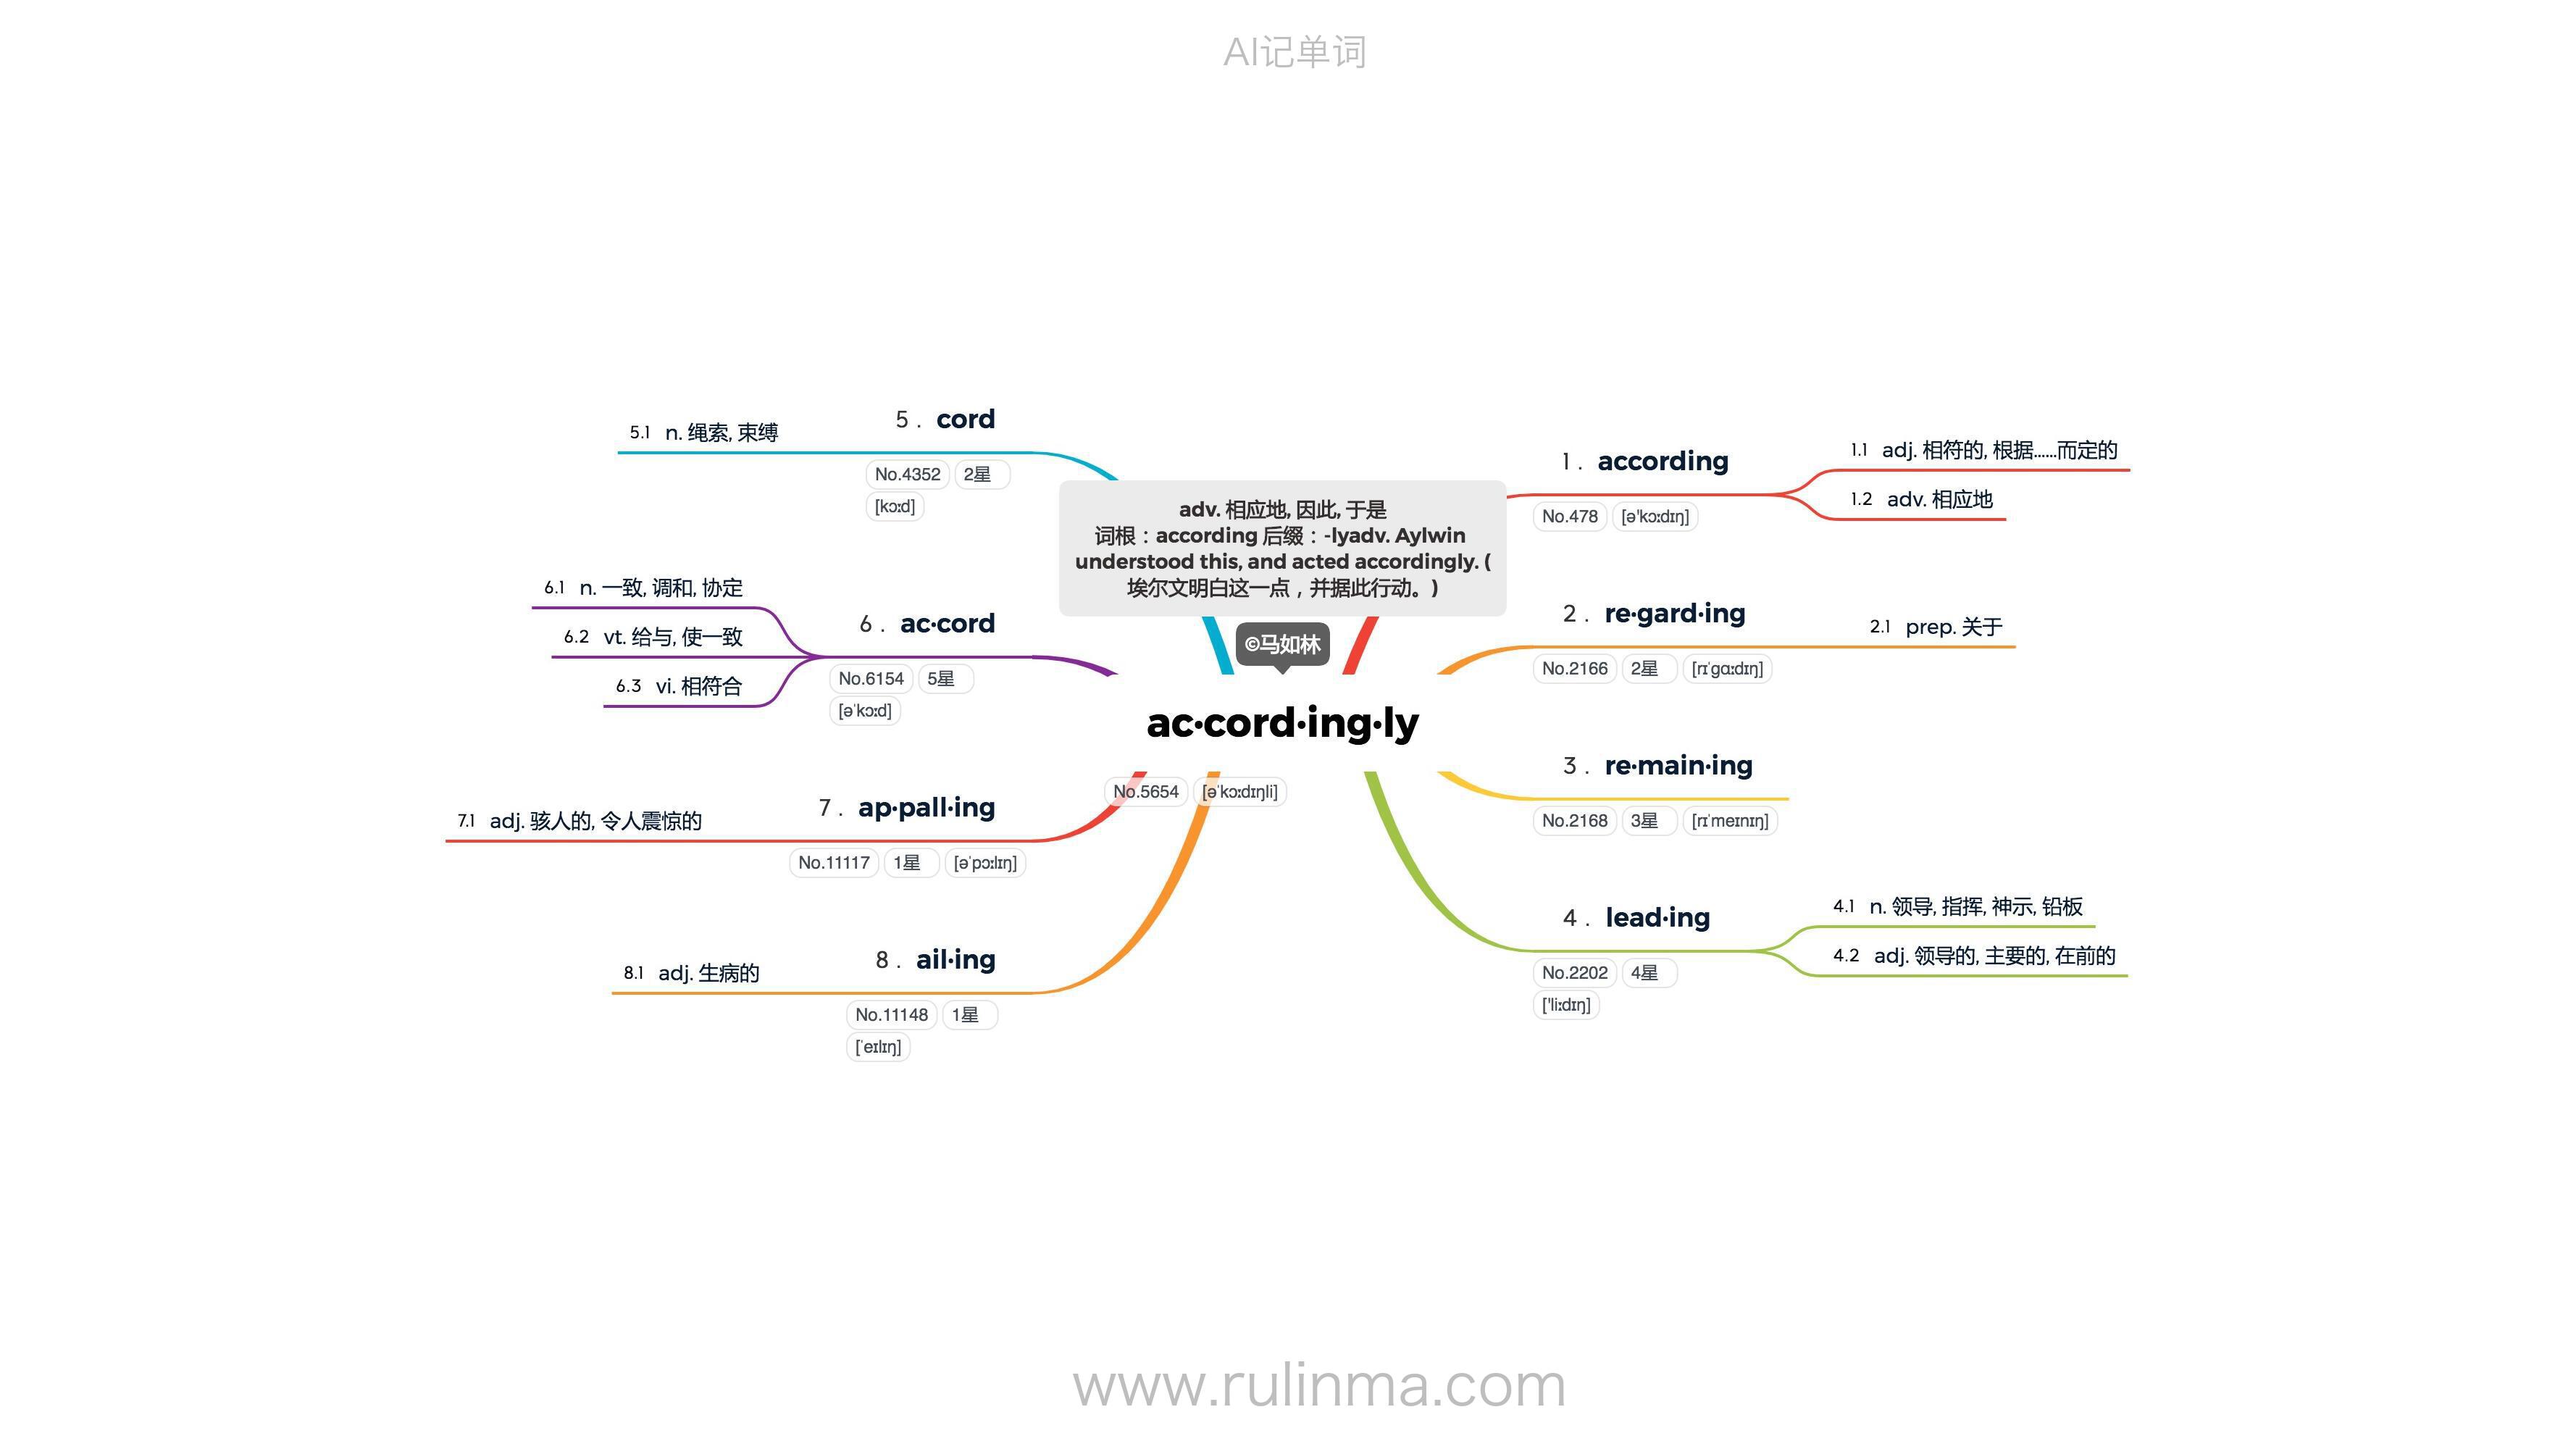 AI记单词
adv. 相应地, 因此, 于是
词根：according 后缀：-lyadv. Aylwin
understood this, and acted accordingly. (
埃尔文明白这一点，并据此行动。)
©马如林
ac·cord·ing·ly
No.5654 [əˈkɔːdɪŋli]
1 . according
No.478 [ə'kɔːdɪŋ]
1.1 adj. 相符的, 根据……而定的
1.2 adv. 相应地
2 . re·gard·ing
No.2166 2星 [rɪˈɡɑːdɪŋ]
2.1 prep. 关于
3 . re·main·ing
No.2168 3星 [rɪˈmeɪnɪŋ]
4 . lead·ing
No.2202 4星
['liːdɪŋ]
4.1 n. 领导, 指挥, 神示, 铅板
4.2 adj. 领导的, 主要的, 在前的
5 . cord
No.4352 2星
[kɔːd]
5.1 n. 绳索, 束缚
6 . ac·cord
No.6154 5星
[əˈkɔːd]
6.1 n. 一致, 调和, 协定
6.2 vt. 给与, 使一致
6.3 vi. 相符合
7 . ap·pall·ing
No.11117 1星 [əˈpɔːlɪŋ]
7.1 adj. 骇人的, 令人震惊的
8 . ail·ing
No.11148 1星
[ˈeɪlɪŋ]
8.1 adj. 生病的
www.rulinma.com